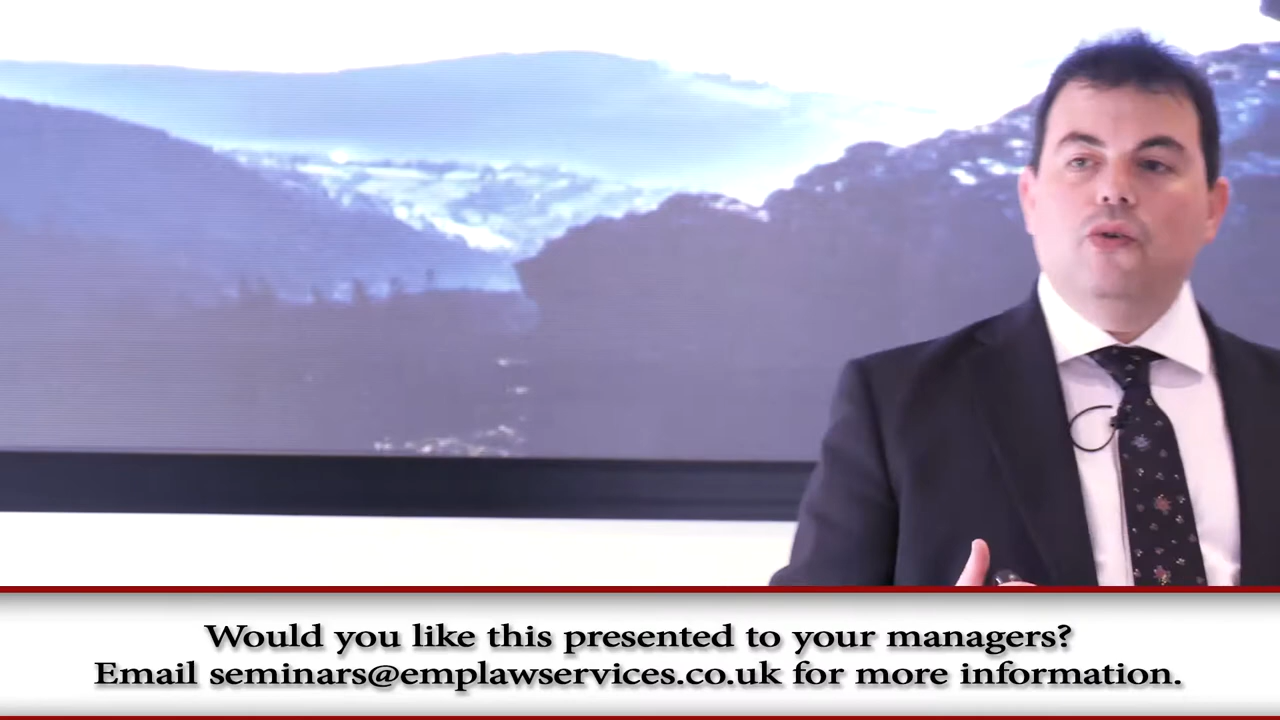 Would you like this presented to your managers?
Email seminars@emplawservices.co.uk for more information.